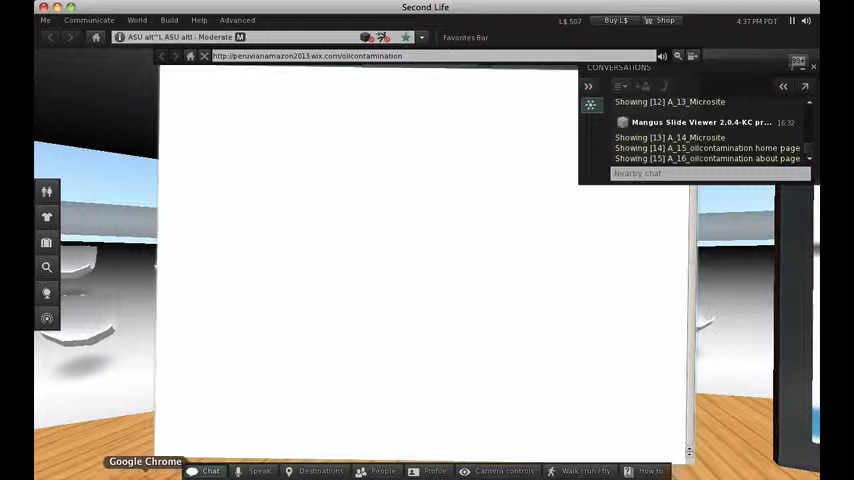 Second Life
Me Communicate World Build Help Advanced L$ 507 Buy L$ Shop 4:37 PM PDT
ASU alt^I, ASU altI - Moderate M Favorites Bar
http://peruvianamazon2013.wix.com/oilcontamination
CONVERSATIONS
Showing [12] A_13_Microsite
Mangus Slide Viewer 2.0.4-KC pr... 16:32
Showing [13] A_14_Microsite
Showing [14] A_15_oilcontamination home page
Showing [15] A_16_oilcontamination about page
Nearby chat
Google Chrome
Chat Speak Destinations People Profile Camera controls Walk / run / fly How to